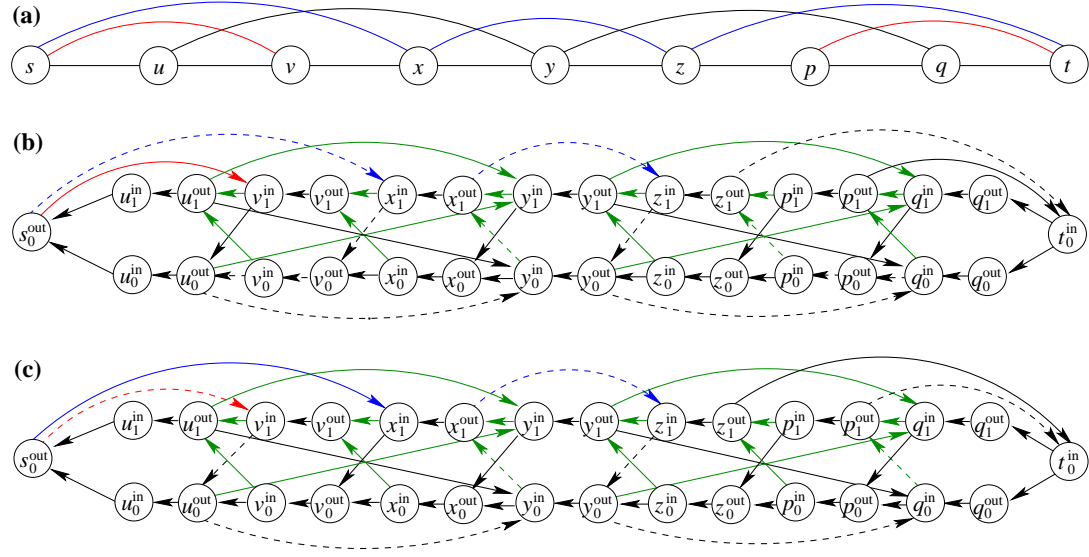 (a)
s u v x y z p q t
(b)
u₁ⁱⁿ u₁ᵒᵘᵗ v₁ⁱⁿ v₁ᵒᵘᵗ x₁ⁱⁿ x₁ᵒᵘᵗ y₁ⁱⁿ y₁ᵒᵘᵗ z₁ⁱⁿ z₁ᵒᵘᵗ p₁ⁱⁿ p₁ᵒᵘᵗ q₁ⁱⁿ q₁ᵒᵘᵗ
s₀ᵒᵘᵗ t₀ⁱⁿ
u₀ⁱⁿ u₀ᵒᵘᵗ v₀ⁱⁿ v₀ᵒᵘᵗ x₀ⁱⁿ x₀ᵒᵘᵗ y₀ⁱⁿ y₀ᵒᵘᵗ z₀ⁱⁿ z₀ᵒᵘᵗ p₀ⁱⁿ p₀ᵒᵘᵗ q₀ⁱⁿ q₀ᵒᵘᵗ
(c)
u₁ⁱⁿ u₁ᵒᵘᵗ v₁ⁱⁿ v₁ᵒᵘᵗ x₁ⁱⁿ x₁ᵒᵘᵗ y₁ⁱⁿ y₁ᵒᵘᵗ z₁ⁱⁿ z₁ᵒᵘᵗ p₁ⁱⁿ p₁ᵒᵘᵗ q₁ⁱⁿ q₁ᵒᵘᵗ
s₀ᵒᵘᵗ t₀ⁱⁿ
u₀ⁱⁿ u₀ᵒᵘᵗ v₀ⁱⁿ v₀ᵒᵘᵗ x₀ⁱⁿ x₀ᵒᵘᵗ y₀ⁱⁿ y₀ᵒᵘᵗ z₀ⁱⁿ z₀ᵒᵘᵗ p₀ⁱⁿ p₀ᵒᵘᵗ q₀ⁱⁿ q₀ᵒᵘᵗ